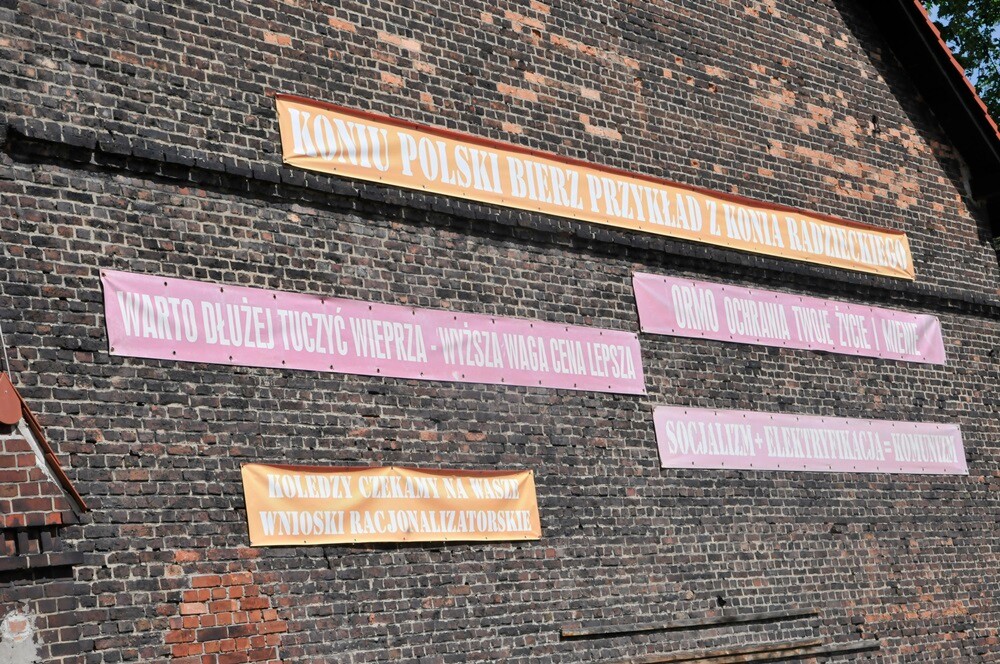 KONIU POLSKI BIERZ PRZYKŁAD Z KONIA RADZIECKIEGO
WARTO DŁUŻEJ TUCZYĆ WIEPRZA - WYŻSZA WAGA CENA LEPSZA
ORMO OCHRANIA TWOJE ŻYCIE I MIENIE
SOCJALIZM + ELEKTRYFIKACJA = KOMUNIZM
KOLEDZY CZEKAMY NA WASZE
WNIOSKI RACJONALIZATORSKIE